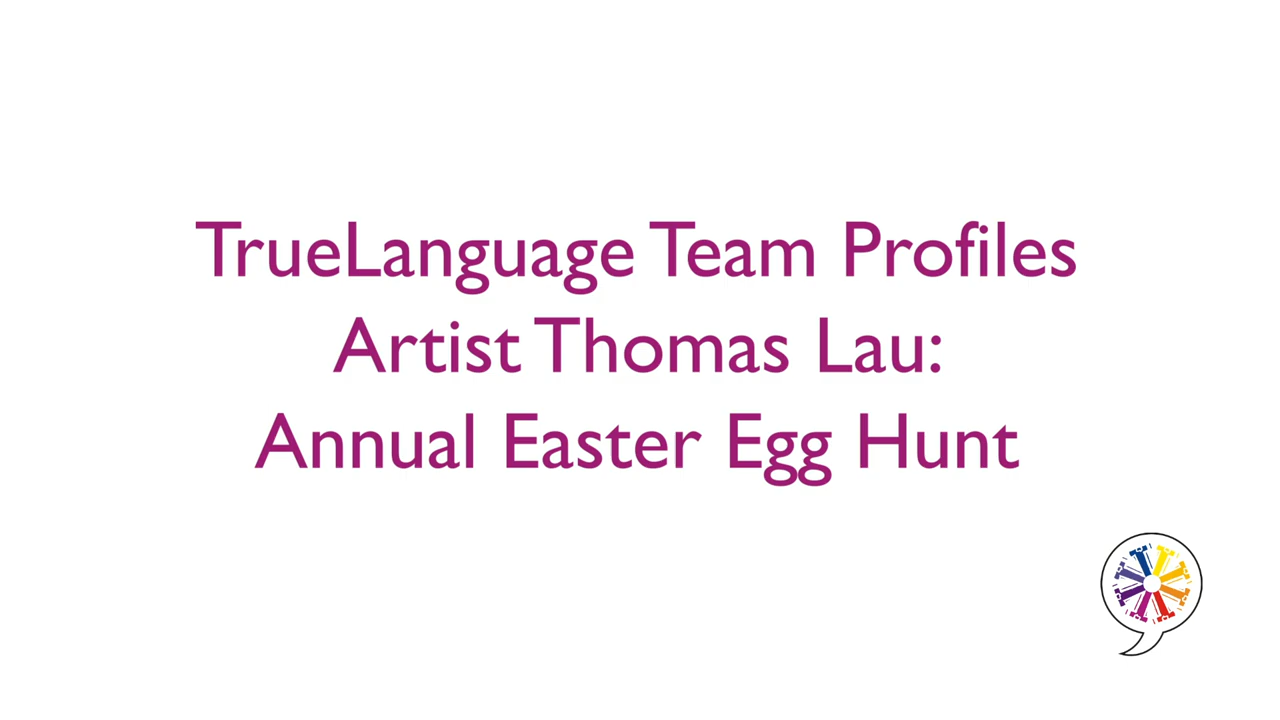 TrueLanguage Team Profiles
Artist Thomas Lau:
Annual Easter Egg Hunt